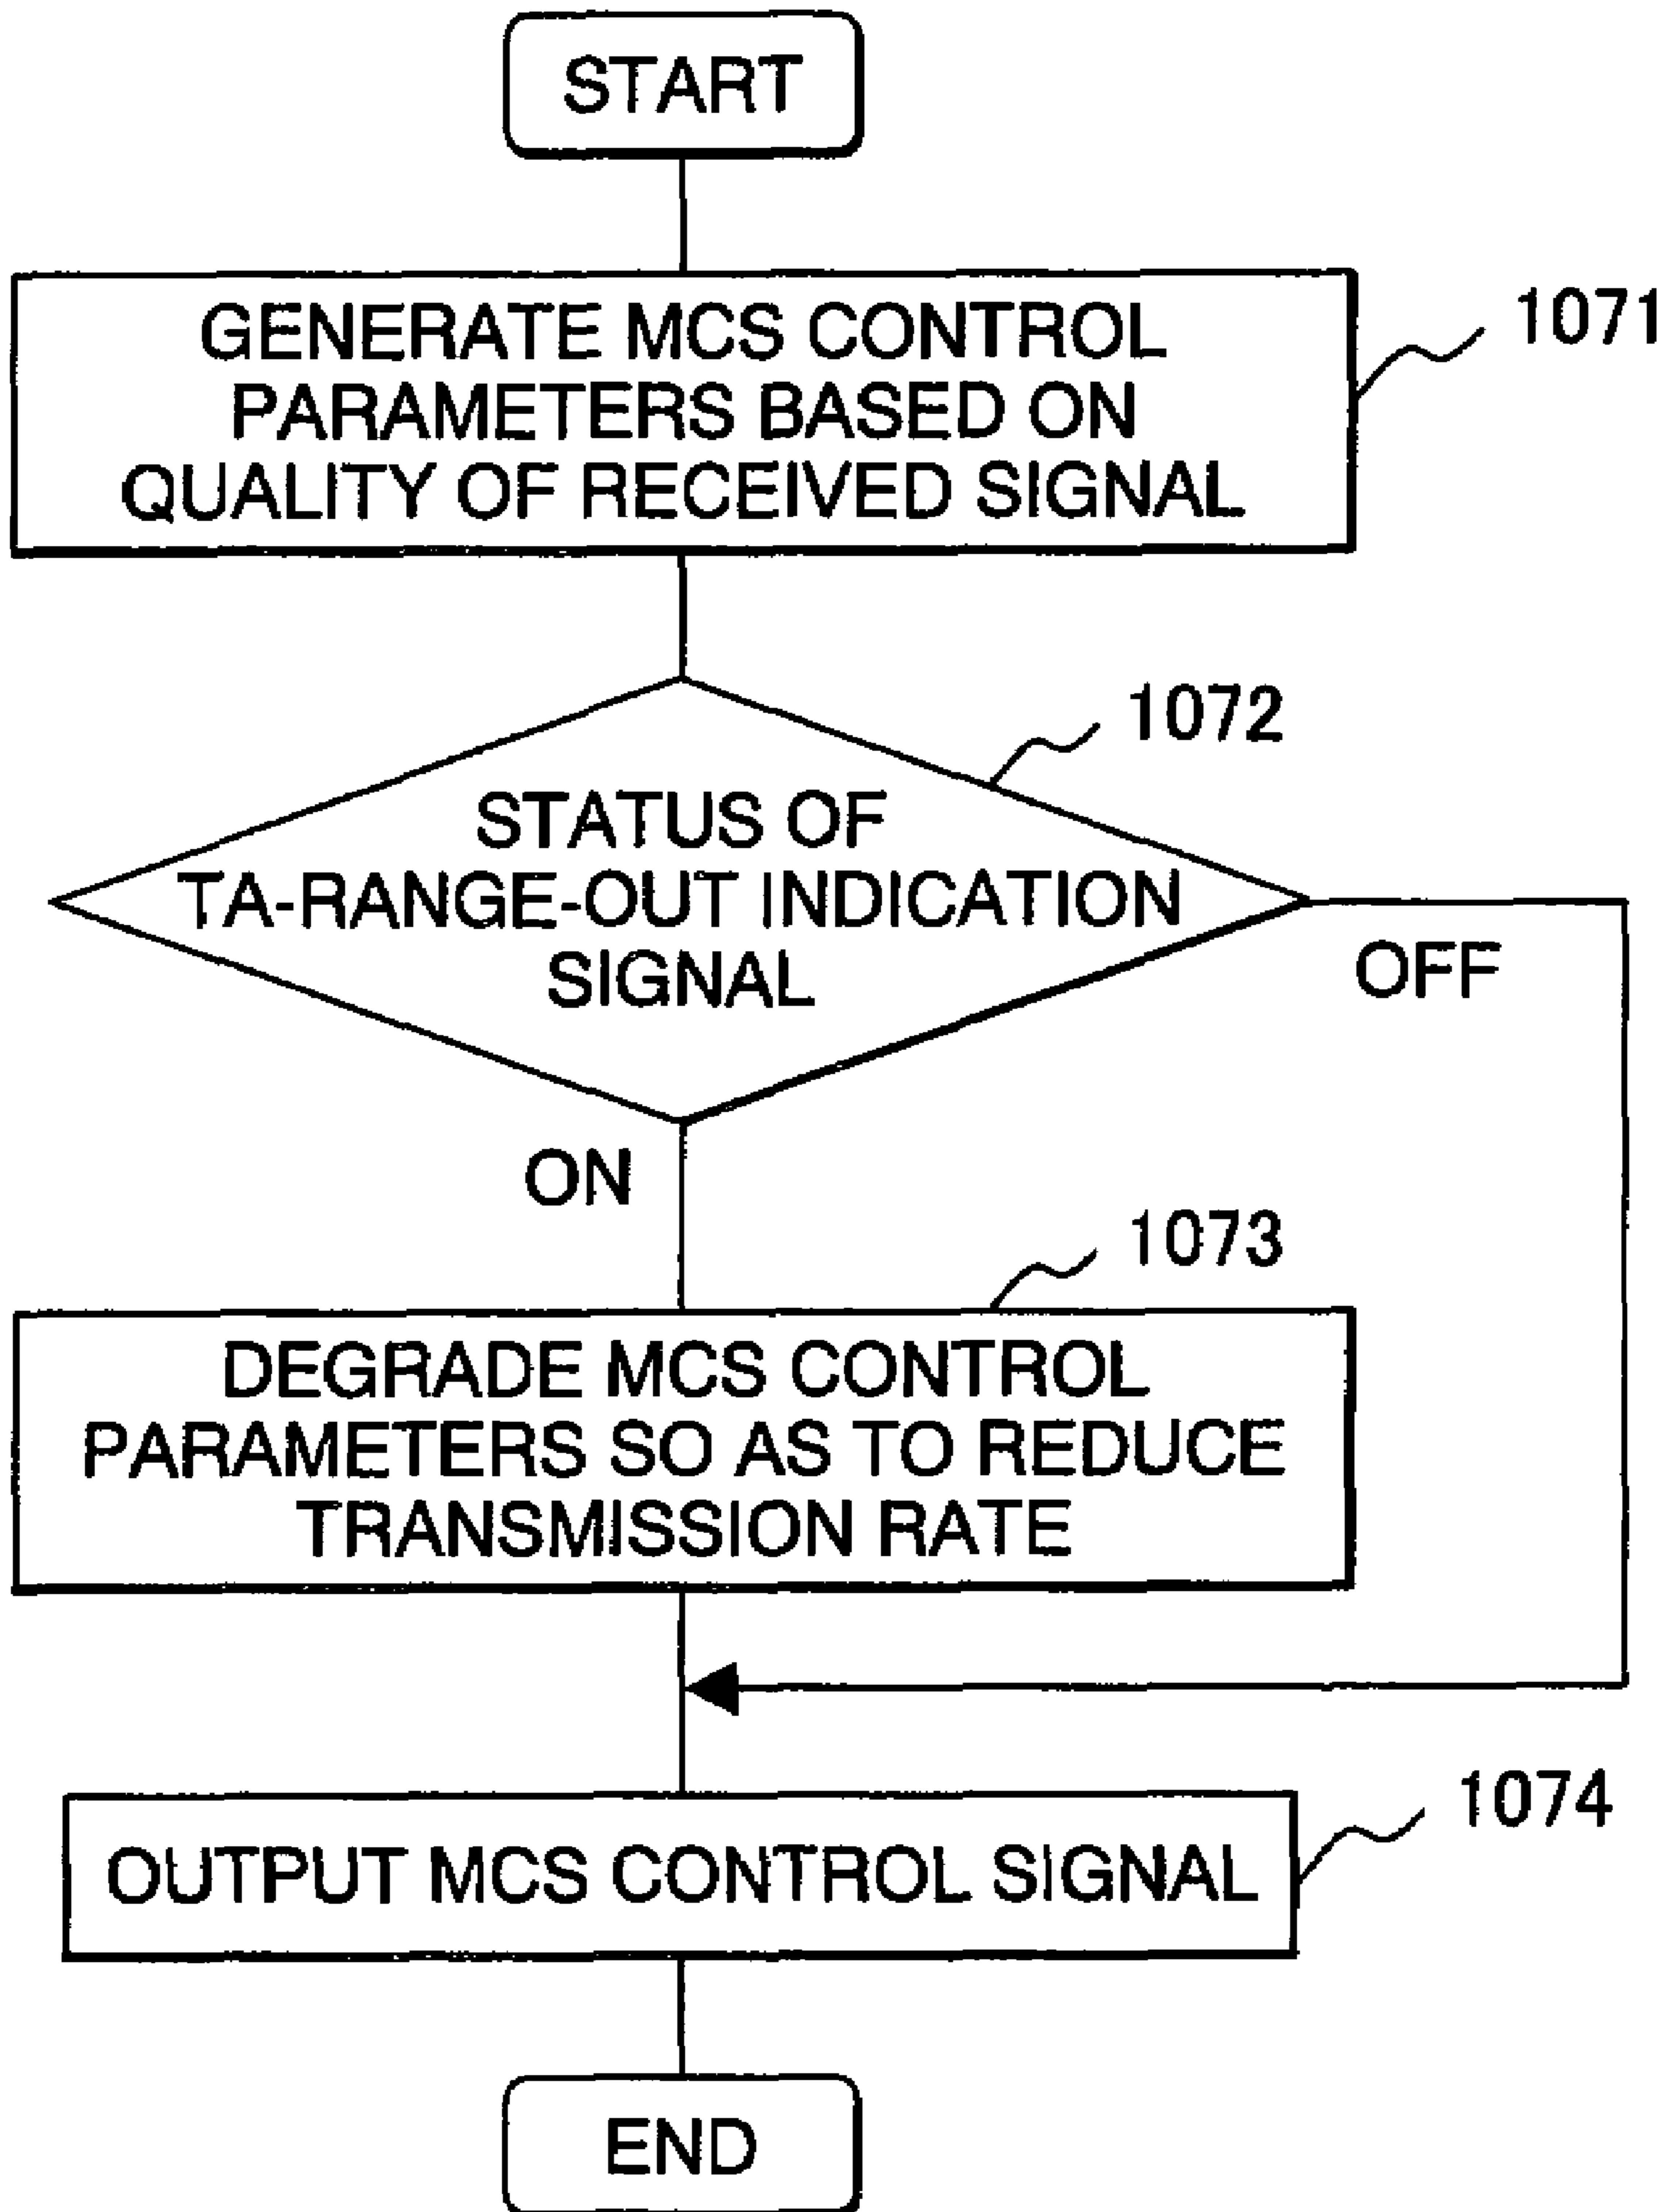 START
GENERATE MCS CONTROL
PARAMETERS BASED ON
QUALITY OF RECEIVED SIGNAL
1071
1072
STATUS OF
TA-RANGE-OUT INDICATION
SIGNAL
OFF
ON
1073
DEGRADE MCS CONTROL
PARAMETERS SO AS TO REDUCE
TRANSMISSION RATE
1074
OUTPUT MCS CONTROL SIGNAL
END